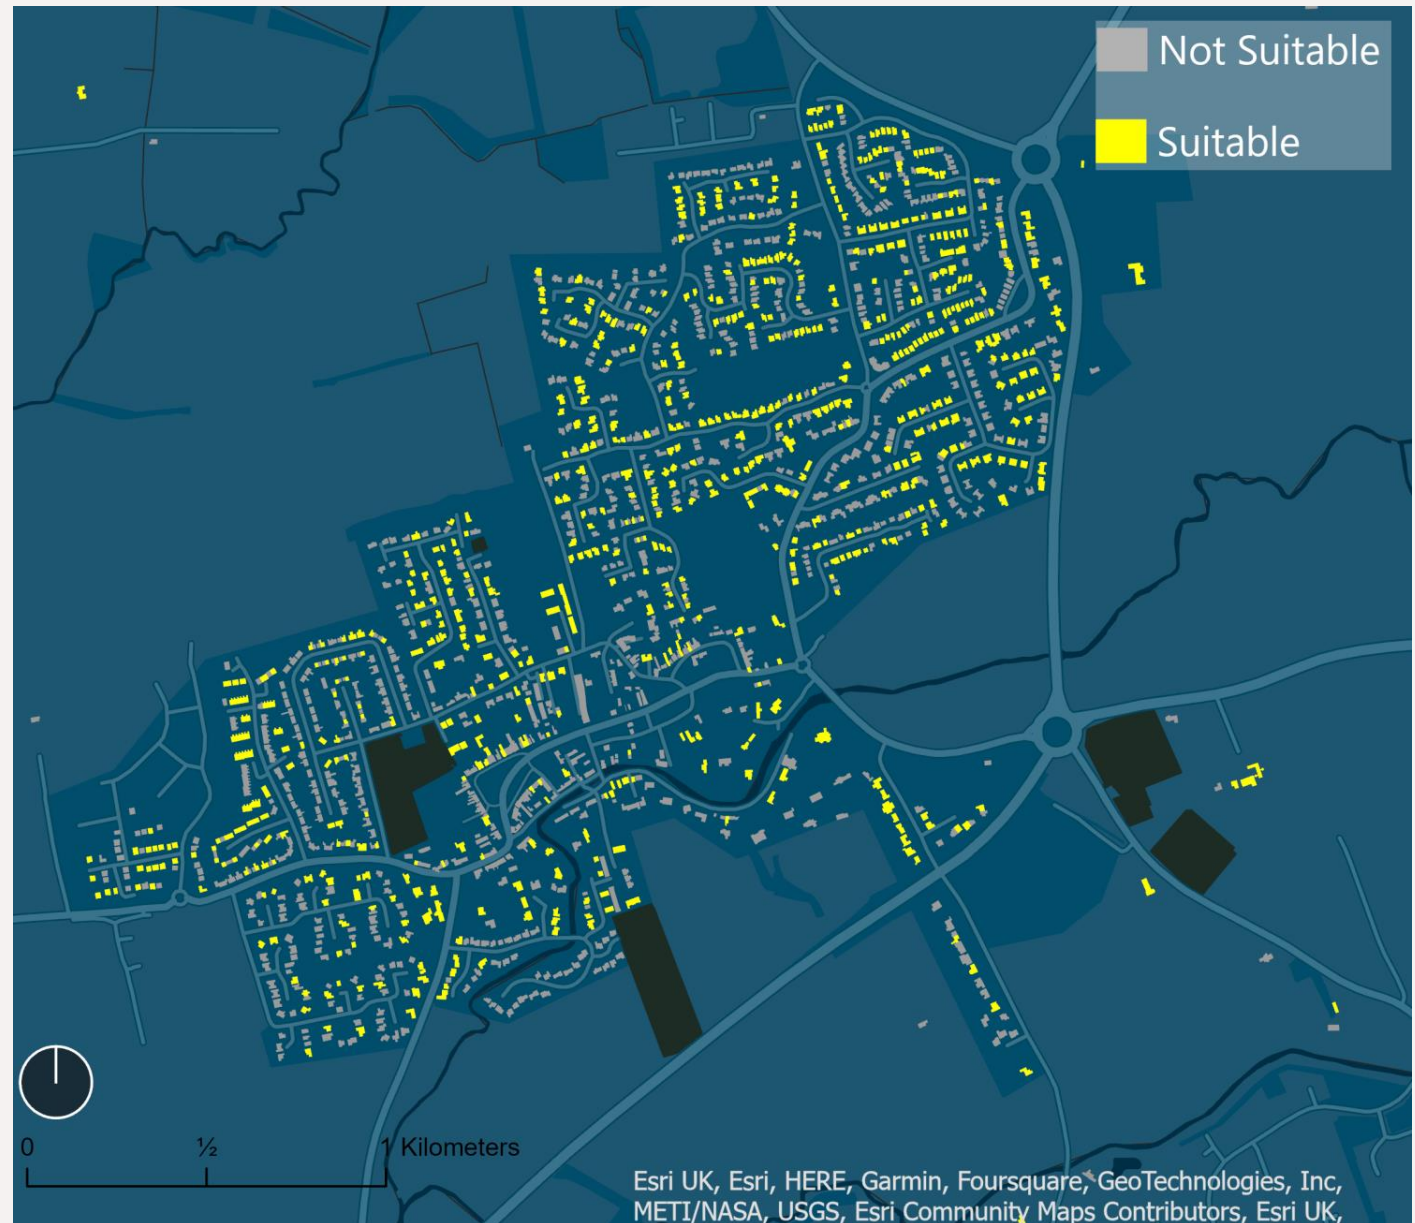 Not Suitable
Suitable
0 ½ 1 Kilometers
Esri UK, Esri, HERE, Garmin, Foursquare, GeoTechnologies, Inc,
METI/NASA, USGS, Esri Community Maps Contributors, Esri UK,